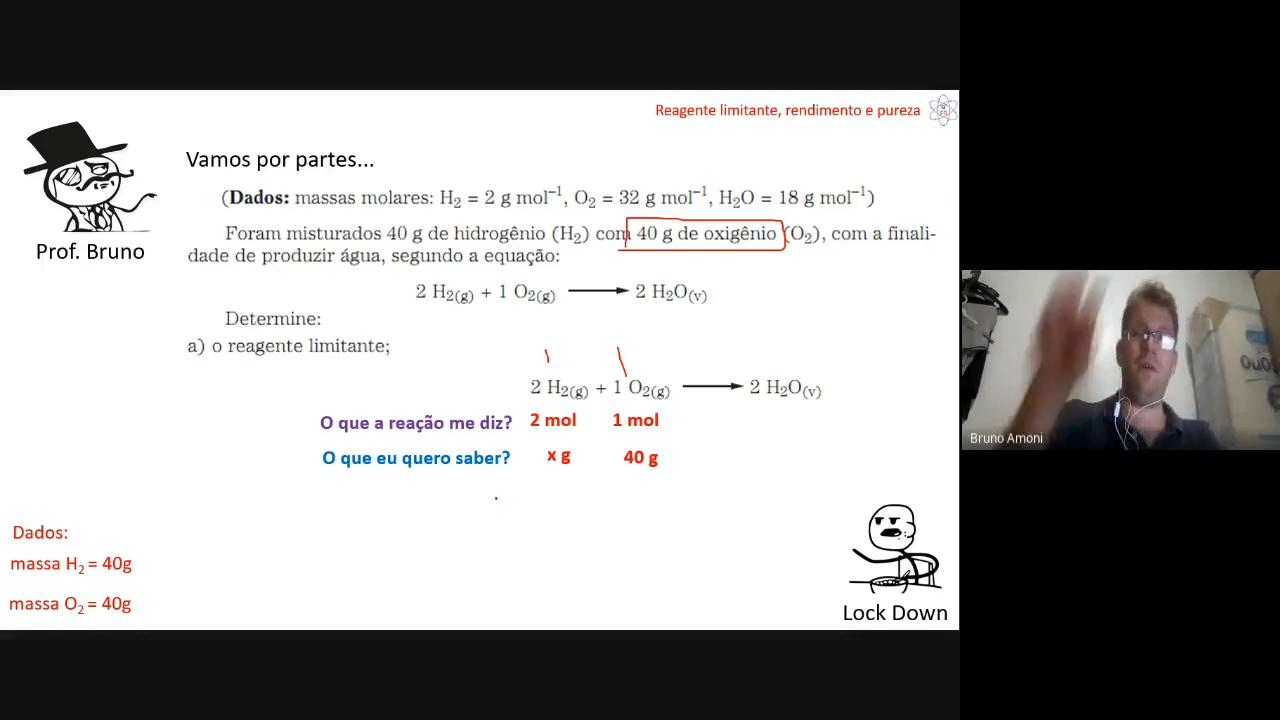 Reagente limitante, rendimento e pureza
Vamos por partes...
(Dados: massas molares: H₂ = 2 g mol⁻¹, O₂ = 32 g mol⁻¹, H₂O = 18 g mol⁻¹)
Foram misturados 40 g de hidrogênio (H₂) com 40 g de oxigênio (O₂), com a finali-
dade de produzir água, segundo a equação:
2 H₂(g) + 1 O₂(g) ⟶ 2 H₂O(v)
Determine:
a) o reagente limitante;
2 H₂(g) + 1 O₂(g) ⟶ 2 H₂O(v)
O que a reação me diz? 2 mol 1 mol
O que eu quero saber? x g 40 g
Prof. Bruno
Dados:
massa H₂ = 40g
massa O₂ = 40g
Lock Down
Bruno Amoni